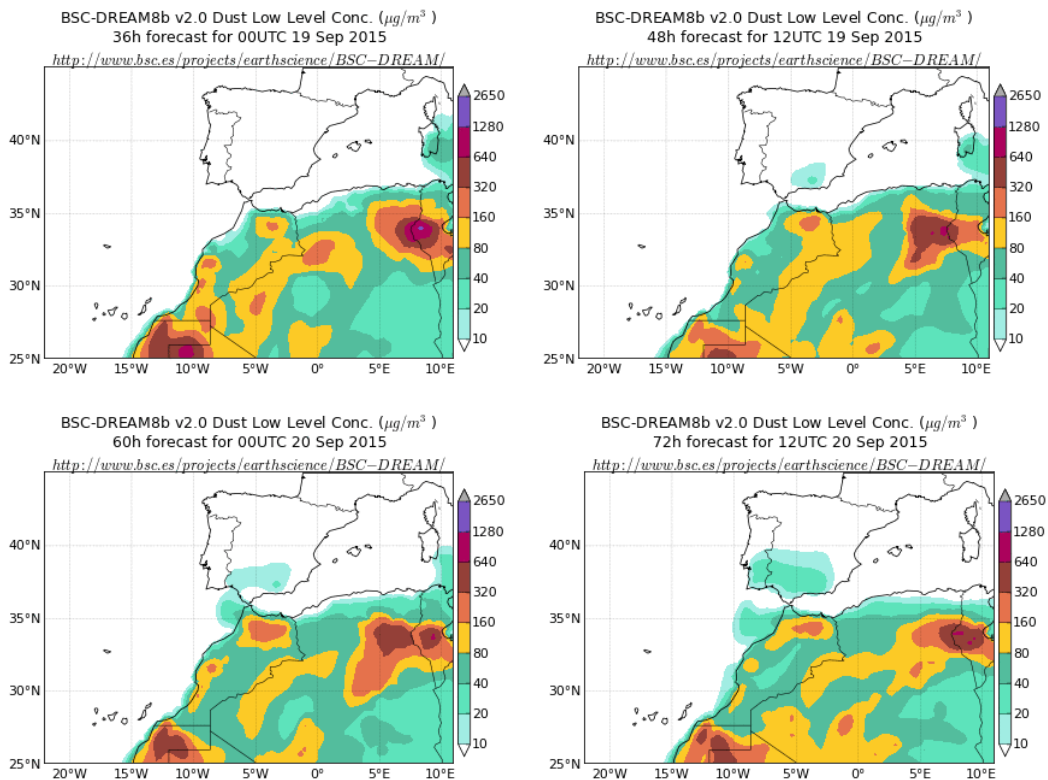 BSC-DREAM8b v2.0 Dust Low Level Conc. (μg/m³ )
36h forecast for 00UTC 19 Sep 2015
http://www.bsc.es/projects/earthscience/BSC−DREAM/
40°N
35°N
30°N
25°N
20°W
15°W
10°W
5°W
0°
5°E
10°E
2650
1280
640
320
160
80
40
20
10
BSC-DREAM8b v2.0 Dust Low Level Conc. (μg/m³ )
48h forecast for 12UTC 19 Sep 2015
http://www.bsc.es/projects/earthscience/BSC−DREAM/
40°N
35°N
30°N
25°N
20°W
15°W
10°W
5°W
0°
5°E
10°E
2650
1280
640
320
160
80
40
20
10
BSC-DREAM8b v2.0 Dust Low Level Conc. (μg/m³ )
60h forecast for 00UTC 20 Sep 2015
http://www.bsc.es/projects/earthscience/BSC−DREAM/
40°N
35°N
30°N
25°N
20°W
15°W
10°W
5°W
0°
5°E
10°E
2650
1280
640
320
160
80
40
20
10
BSC-DREAM8b v2.0 Dust Low Level Conc. (μg/m³ )
72h forecast for 12UTC 20 Sep 2015
http://www.bsc.es/projects/earthscience/BSC−DREAM/
40°N
35°N
30°N
25°N
20°W
15°W
10°W
5°W
0°
5°E
10°E
2650
1280
640
320
160
80
40
20
10